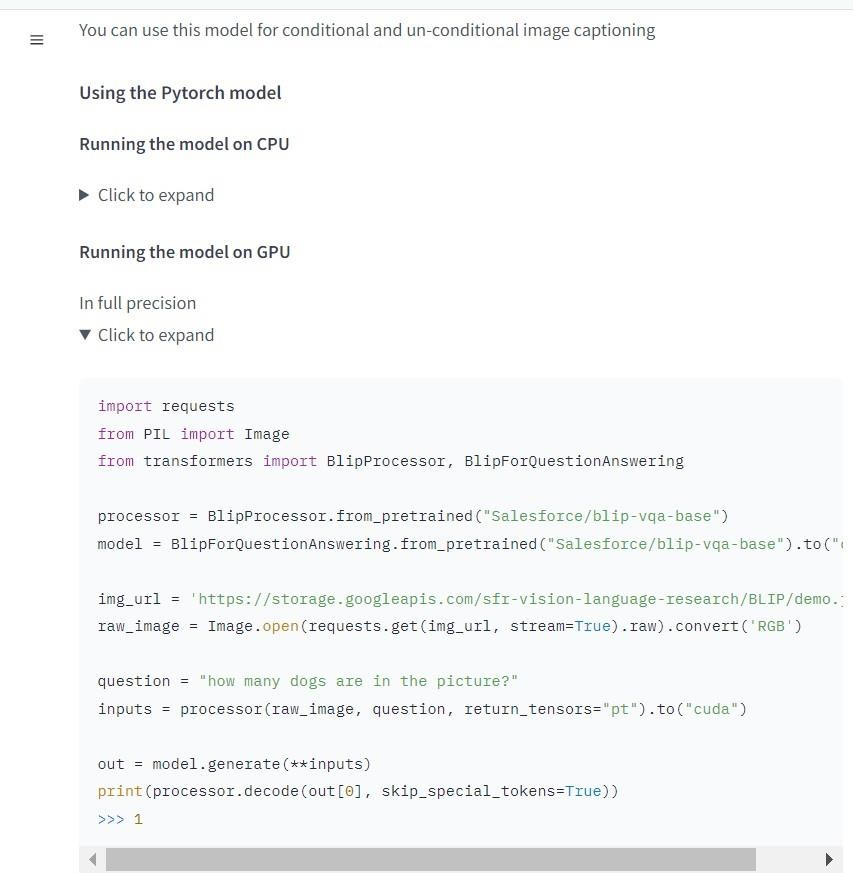 You can use this model for conditional and un-conditional image captioning
Using the Pytorch model
Running the model on CPU
Click to expand
Running the model on GPU
In full precision
Click to expand
import requests
from PIL import Image
from transformers import BlipProcessor, BlipForQuestionAnswering
processor = BlipProcessor.from_pretrained("Salesforce/blip-vqa-base")
model = BlipForQuestionAnswering.from_pretrained("Salesforce/blip-vqa-base").to("
img_url = 'https://storage.googleapis.com/sfr-vision-language-research/BLIP/demo.
raw_image = Image.open(requests.get(img_url, stream=True).raw).convert('RGB')
question = "how many dogs are in the picture?"
inputs = processor(raw_image, question, return_tensors="pt").to("cuda")
out = model.generate(**inputs)
print(processor.decode(out[0], skip_special_tokens=True))
>>> 1